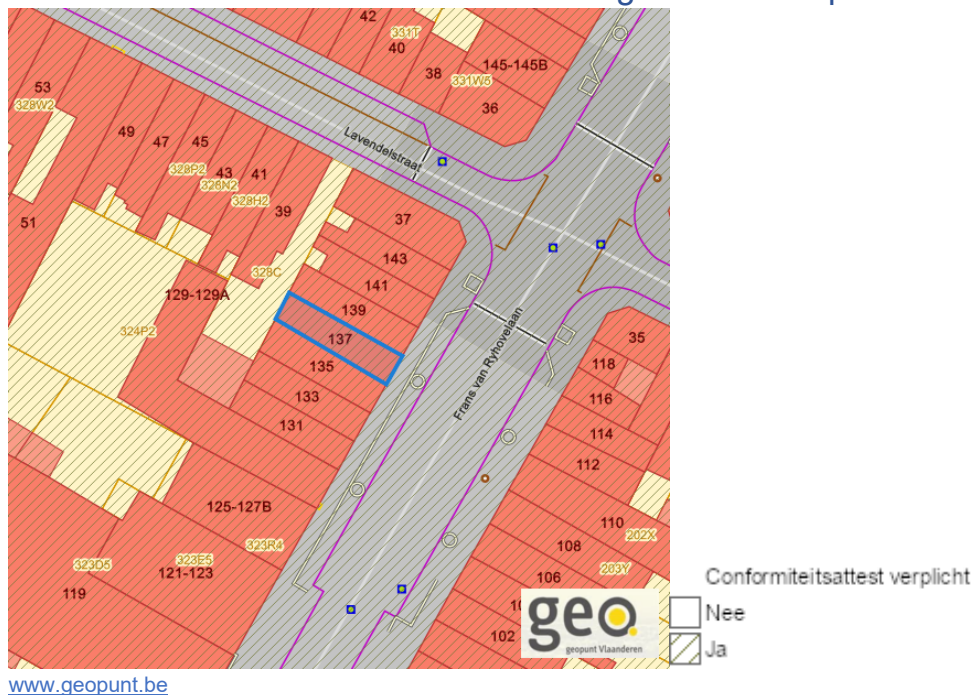 42
331T
40
38
331W5
145-145B
36
53
328W2
49
47
45
328P2
43
328N2
41
328H2
39
51
Lavendelstraat
37
143
328C
141
129-129A
139
137
324P2
135
133
131
Frans van Ryhovelaan
35
118
116
114
112
125-127B
110
202X
108
323R4
323E5
323D5
121-123
203Y
106
119
102
geo.
geopunt Vlaanderen
Conformiteitsattest verplicht
Nee
Ja
www.geopunt.be